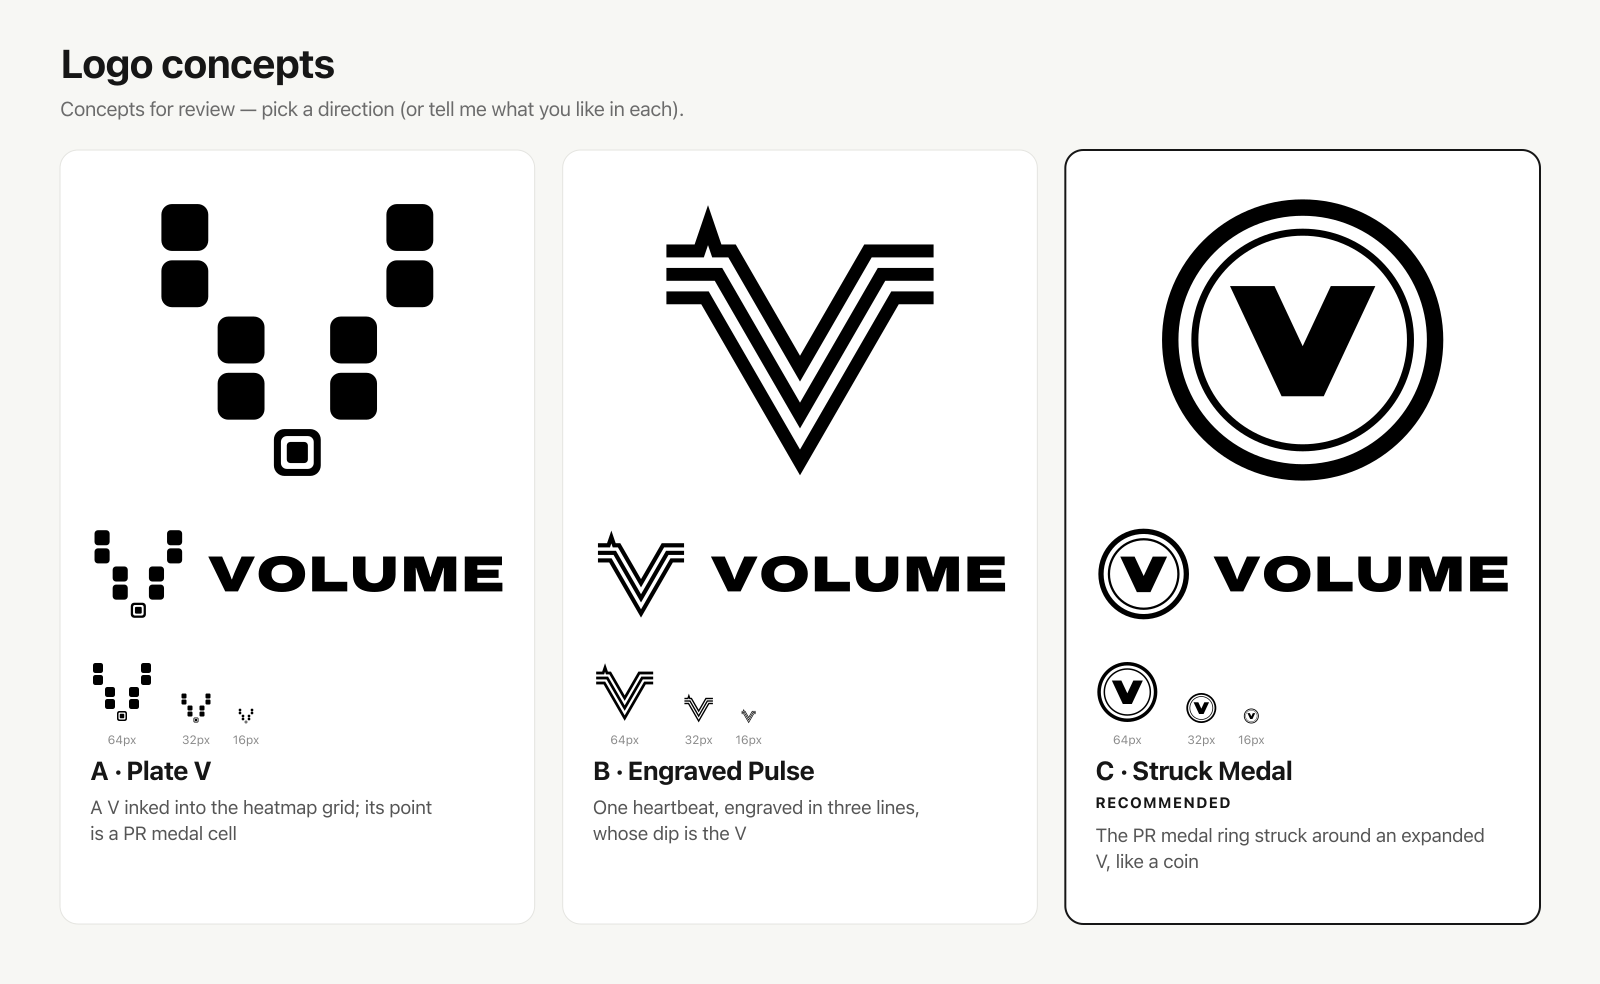 Logo concepts
Concepts for review — pick a direction (or tell me what you like in each).
V
VOLUME
64px 32px 16px
A · Plate V
A V inked into the heatmap grid; its point
is a PR medal cell
V
VOLUME
64px 32px 16px
B · Engraved Pulse
One heartbeat, engraved in three lines,
whose dip is the V
V
V VOLUME
V V V
64px 32px 16px
C · Struck Medal
RECOMMENDED
The PR medal ring struck around an expanded
V, like a coin